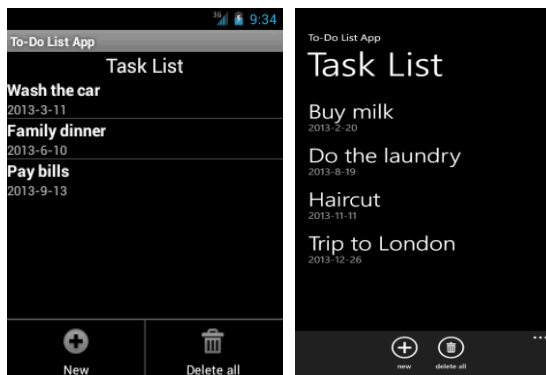 3G 9:34
To-Do List App
Task List
Wash the car
2013-3-11
Family dinner
2013-6-10
Pay bills
2013-9-13
New Delete all
To-Do List App
Task List
Buy milk
2013-2-20
Do the laundry
2013-8-19
Haircut
2013-11-11
Trip to London
2013-12-26
new delete all